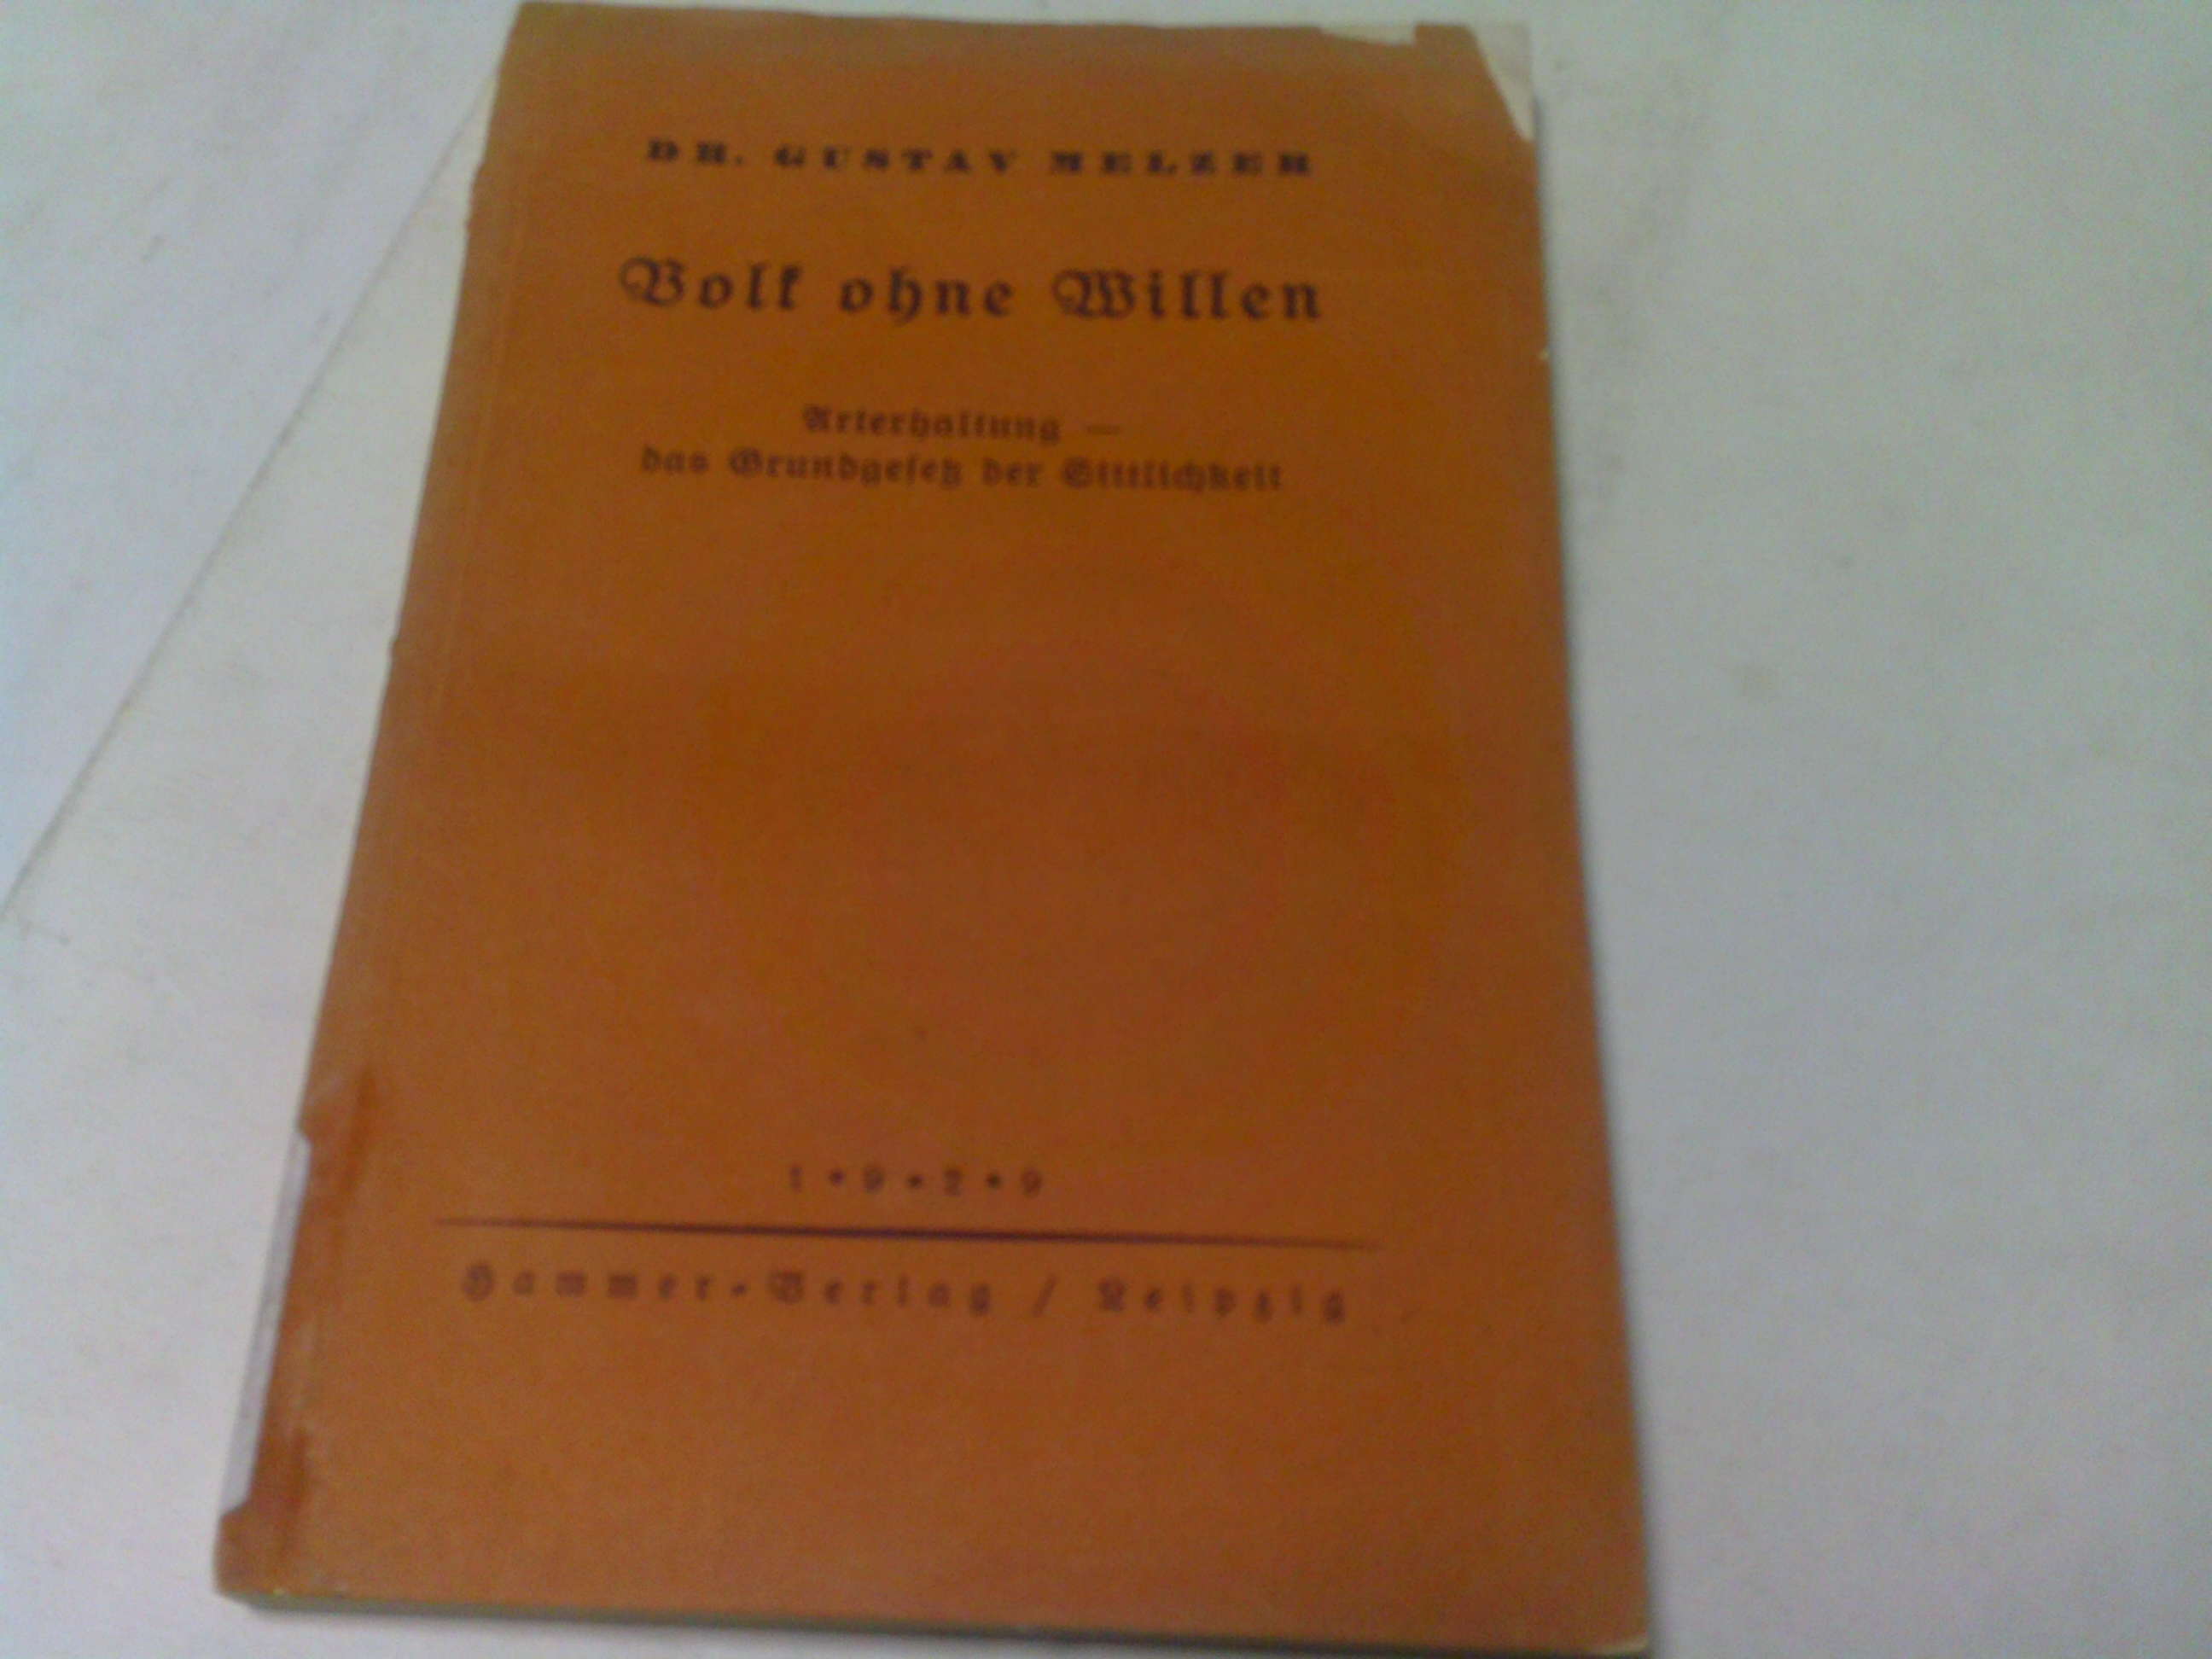 DR. GUSTAV MELZER
Volk ohne Willen
Arterhaltung —
das Grundgesetz der Sittlichkeit
1 • 9 • 2 • 9
Hammer-Verlag / Leipzig